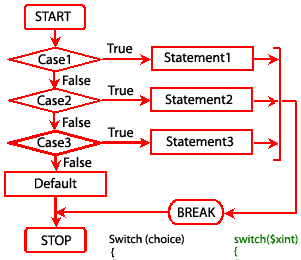 START
Case1
True
Statement1
False
Case2
True
Statement2
False
Case3
True
Statement3
False
Default
BREAK
STOP
Switch (choice)
switch($xint)
{
{